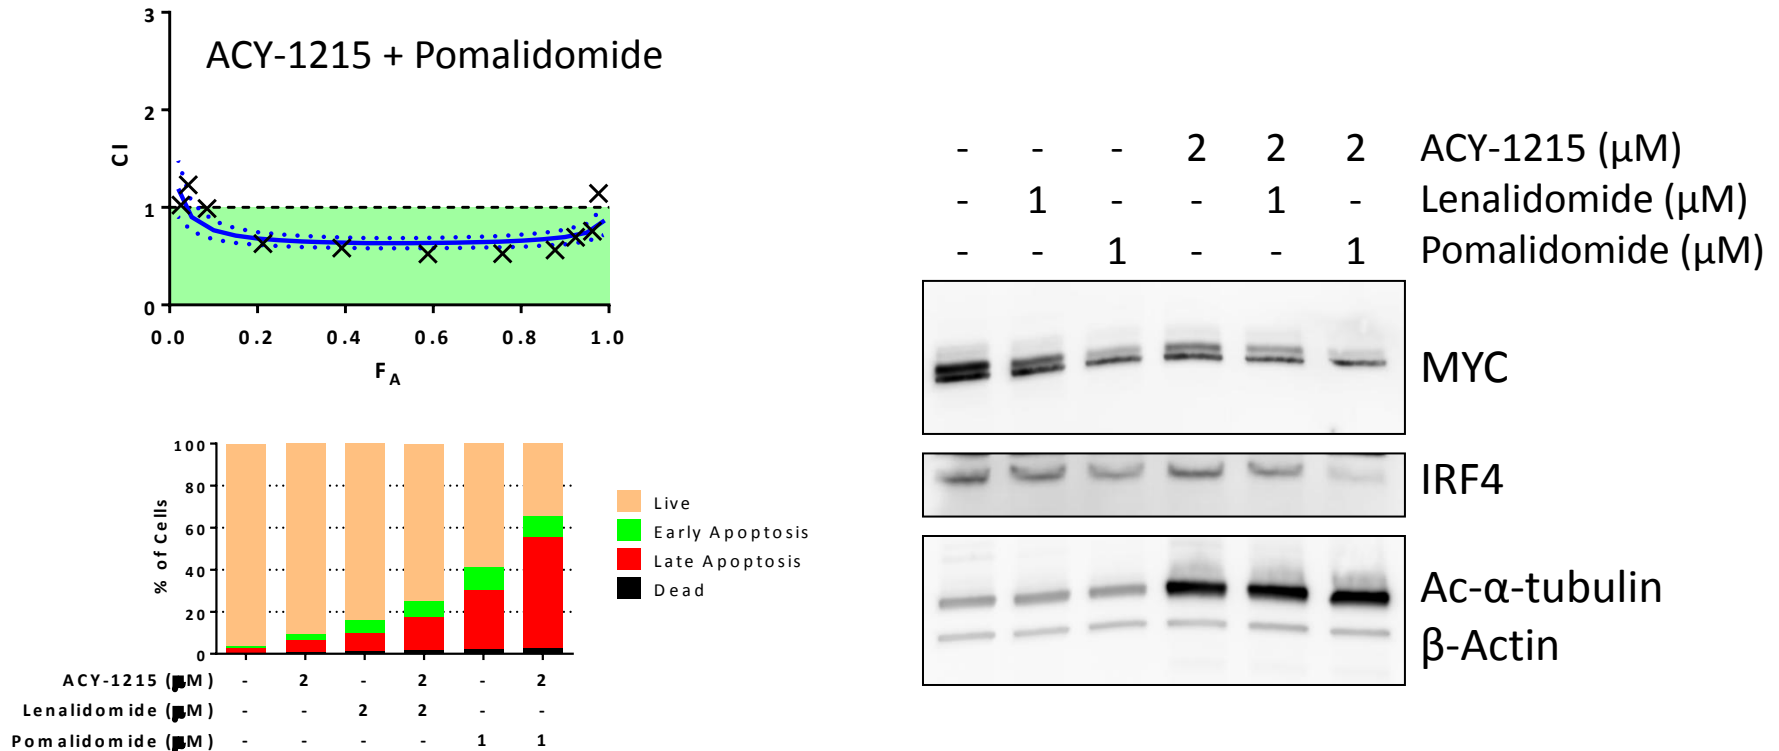 ACY-1215 + Pomalidomide
3
2
1
0
CI
0.0 0.2 0.4 0.6 0.8 1.0
FA
100
80
60
40
20
0
% of Cells
Live
Early Apoptosis
Late Apoptosis
Dead
ACY-1215 (μM) - 2 - 2 - 2
Lenalidomide (μM) - - 2 2 - -
Pomalidomide (μM) - - - - 1 1
- - - 2 2 2 ACY-1215 (μM)
- 1 - - 1 - Lenalidomide (μM)
- - 1 - - 1 Pomalidomide (μM)
MYC
IRF4
Ac-α-tubulin
β-Actin